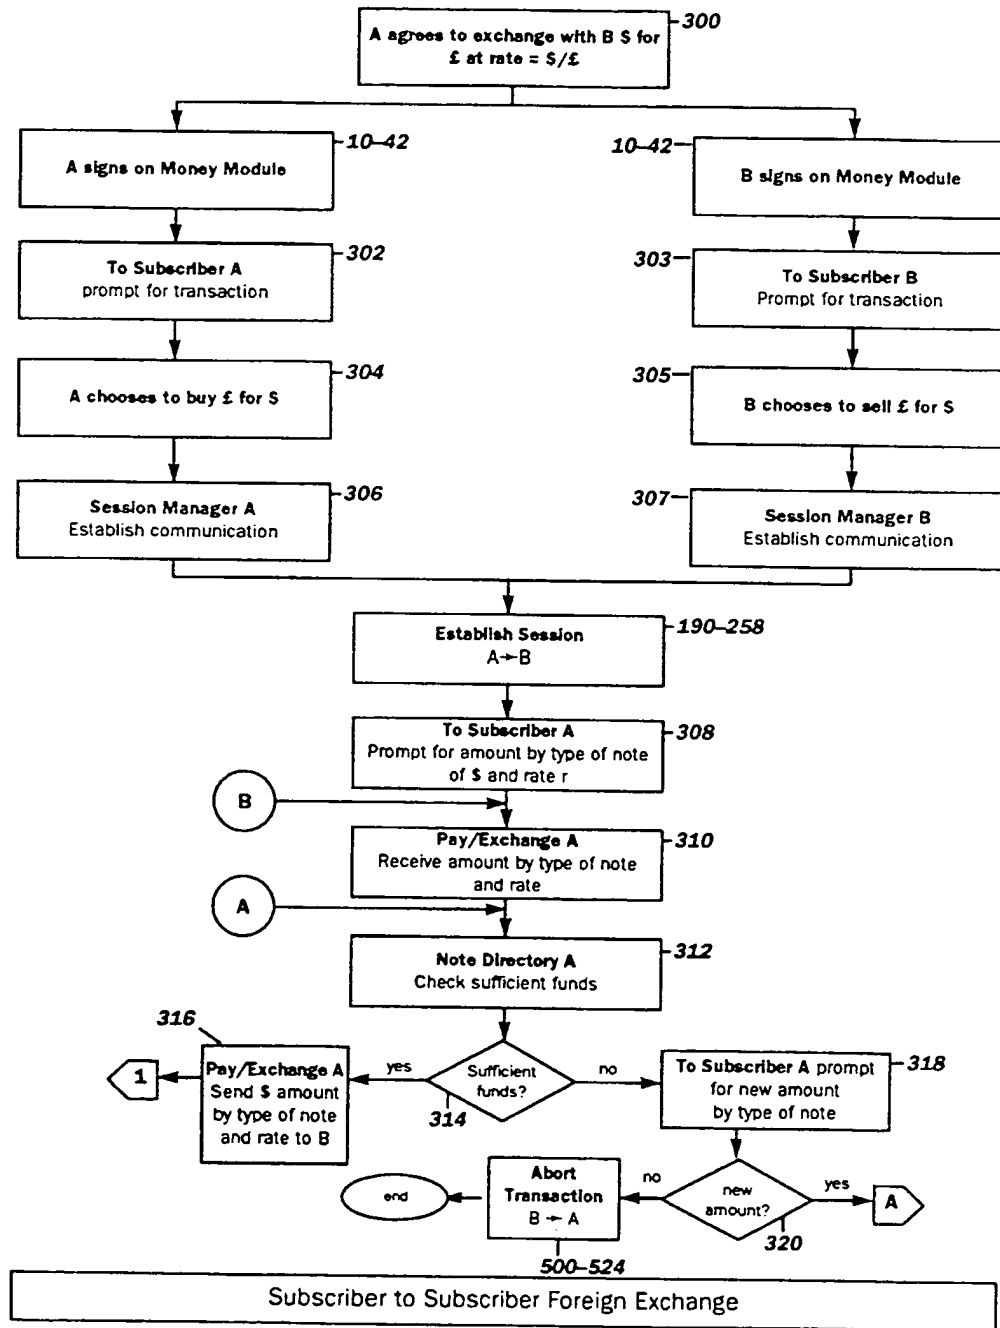 A agrees to exchange with B $ for
£ at rate = $/£
300
A signs on Money Module
10–42
10–42
B signs on Money Module
To Subscriber A
prompt for transaction
302
303
To Subscriber B
Prompt for transaction
A chooses to buy £ for $
304
305
B chooses to sell £ for $
Session Manager A
Establish communication
306
307
Session Manager B
Establish communication
Establish Session
A→B
190–258
To Subscriber A
Prompt for amount by type of note
of $ and rate r
308
B
Pay/Exchange A
Receive amount by type of note
and rate
310
A
Note Directory A
Check sufficient funds
312
316
1
Pay/Exchange A
Send $ amount
by type of note
and rate to B
yes
Sufficient
funds?
314
no
To Subscriber A prompt
for new amount
by type of note
318
end
Abort
Transaction
B → A
500–524
no
new
amount?
320
yes
A
Subscriber to Subscriber Foreign Exchange